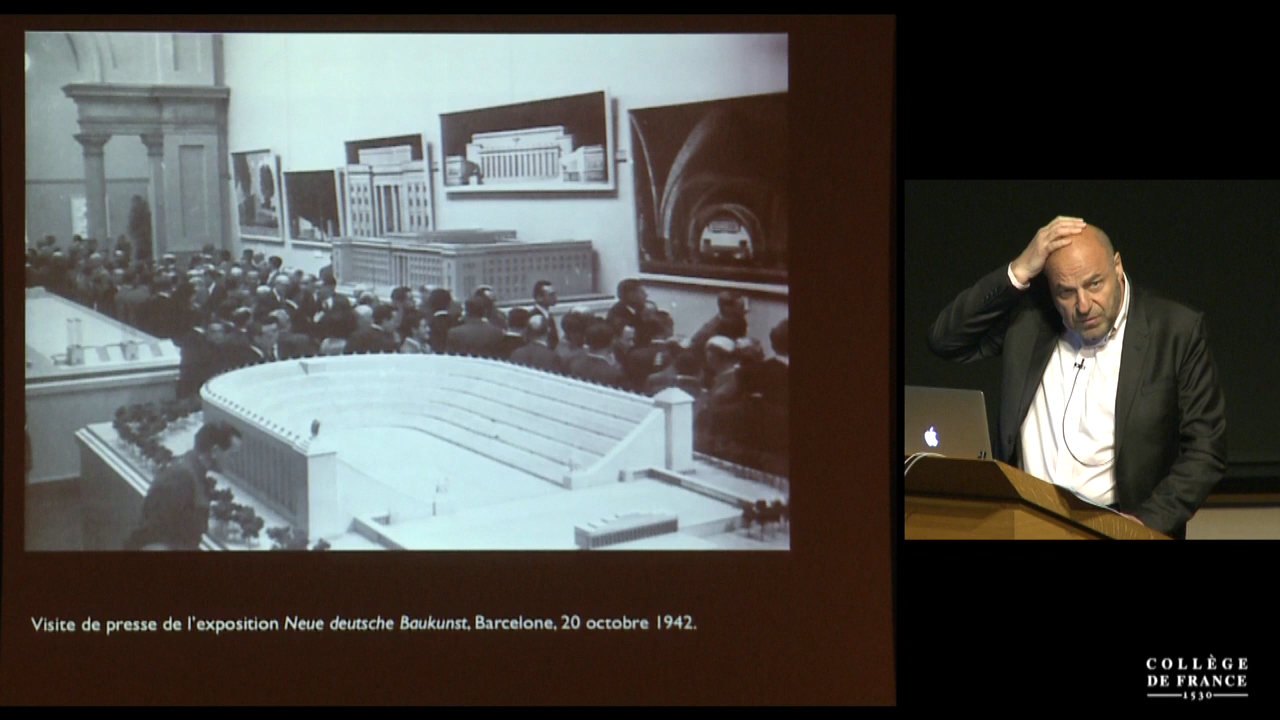 Visite de presse de l'exposition Neue deutsche Baukunst, Barcelone, 20 octobre 1942.
COLLÈGE
DE FRANCE
1530